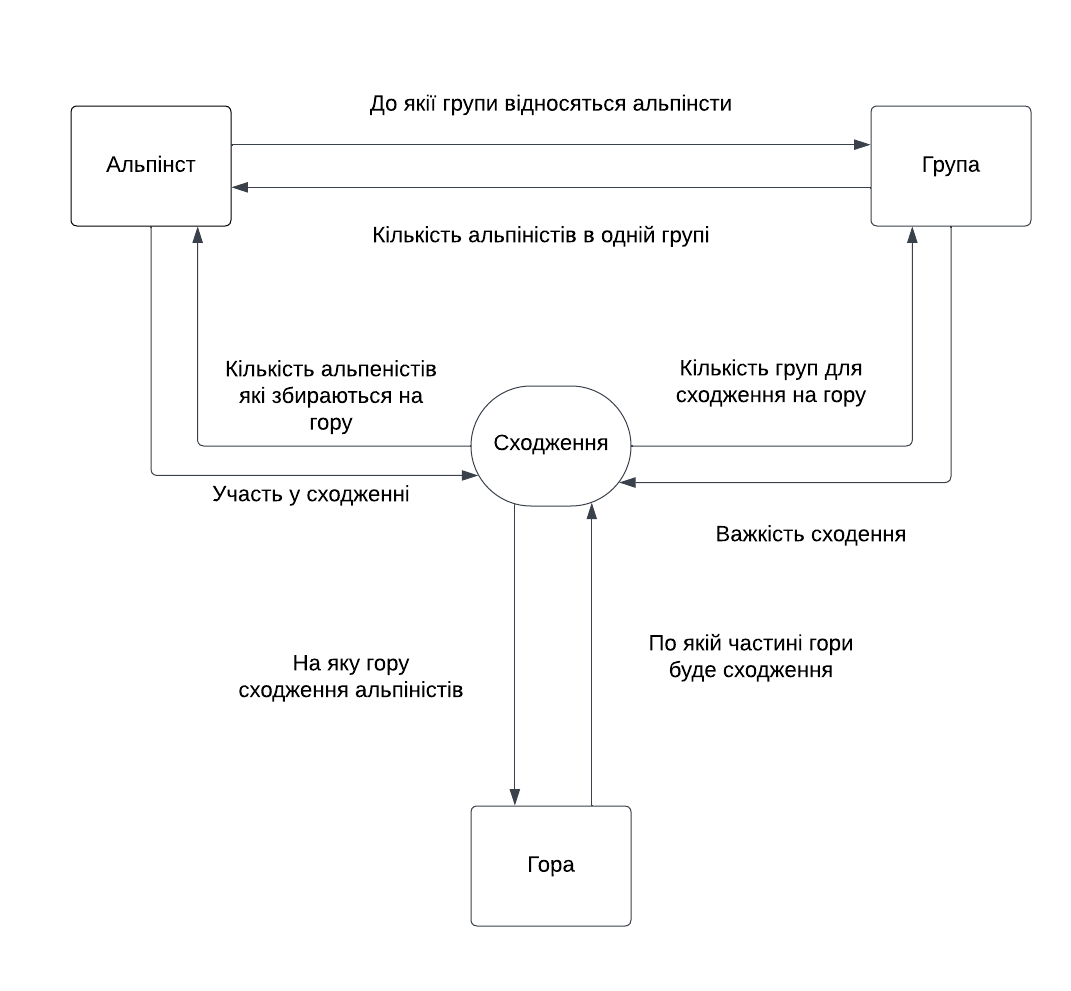 До якії групи відносяться альпінсти
Альпінст
Група
Кількість альпіністів в одній групі
Кількість альпеністів
які збираються на
гору
Кількість груп для
сходження на гору
Сходження
Участь у сходженні
Важкість сходення
На яку гору
сходження альпіністів
По якій частині гори
буде сходження
Гора